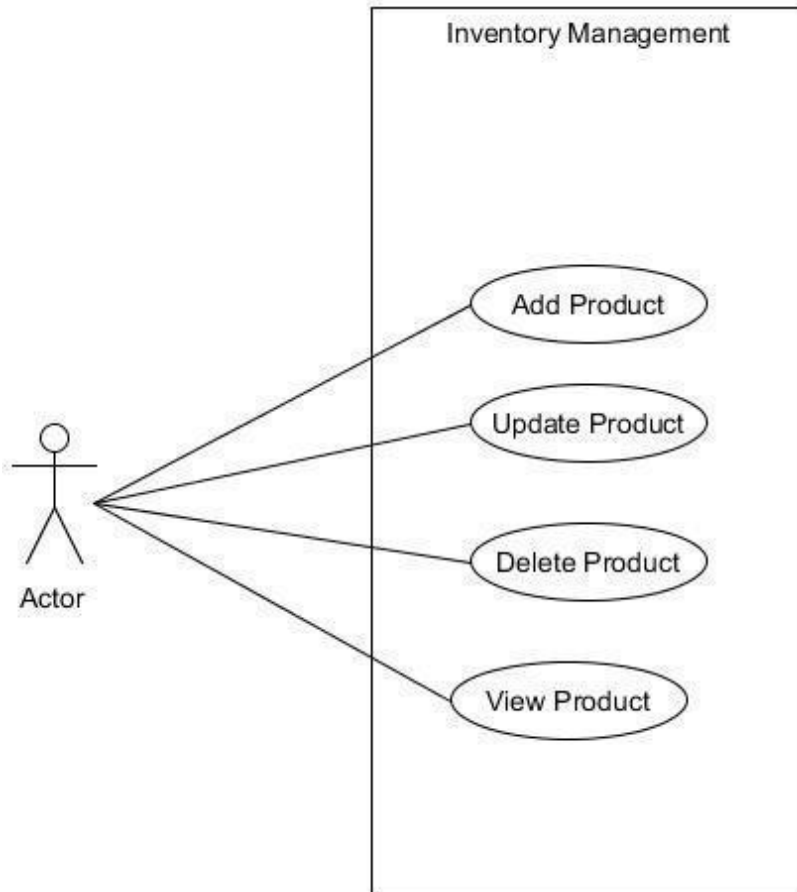 Inventory Management
Add Product
Update Product
Delete Product
Actor
View Product